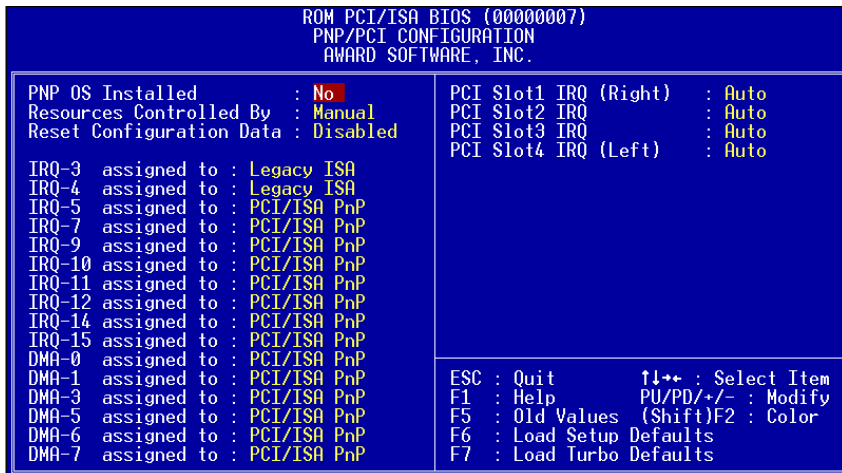 ROM PCI/ISA BIOS (00000007)
PNP/PCI CONFIGURATION
AWARD SOFTWARE, INC.
PNP OS Installed : No
Resources Controlled By : Manual
Reset Configuration Data : Disabled
IRQ-3 assigned to : Legacy ISA
IRQ-4 assigned to : Legacy ISA
IRQ-5 assigned to : PCI/ISA PnP
IRQ-7 assigned to : PCI/ISA PnP
IRQ-9 assigned to : PCI/ISA PnP
IRQ-10 assigned to : PCI/ISA PnP
IRQ-11 assigned to : PCI/ISA PnP
IRQ-12 assigned to : PCI/ISA PnP
IRQ-14 assigned to : PCI/ISA PnP
IRQ-15 assigned to : PCI/ISA PnP
DMA-0 assigned to : PCI/ISA PnP
DMA-1 assigned to : PCI/ISA PnP
DMA-3 assigned to : PCI/ISA PnP
DMA-5 assigned to : PCI/ISA PnP
DMA-6 assigned to : PCI/ISA PnP
DMA-7 assigned to : PCI/ISA PnP
PCI Slot1 IRQ (Right) : Auto
PCI Slot2 IRQ : Auto
PCI Slot3 IRQ : Auto
PCI Slot4 IRQ (Left) : Auto
ESC : Quit ↑↓→← : Select Item
F1 : Help PU/PD/+/- : Modify
F5 : Old Values (Shift)F2 : Color
F6 : Load Setup Defaults
F7 : Load Turbo Defaults